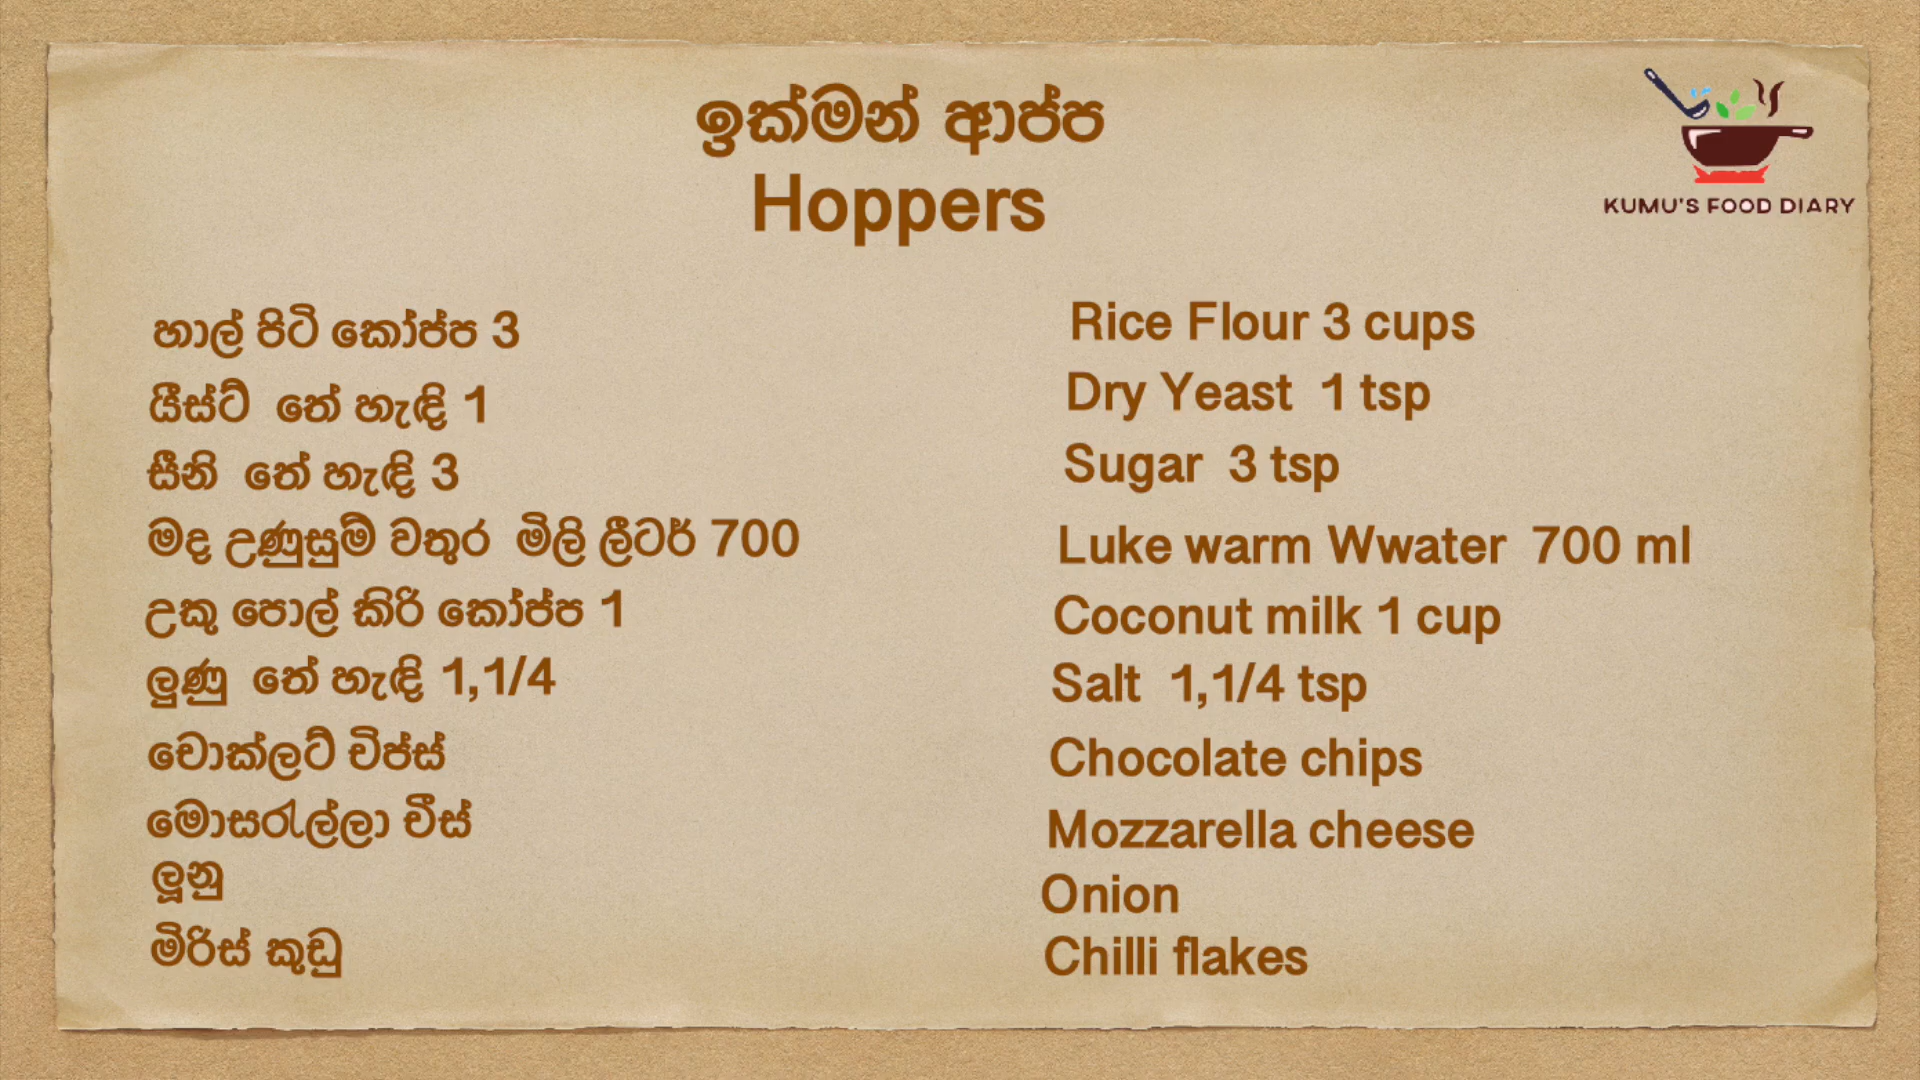 ඉක්මන් ආප්ප
Hoppers
KUMU'S FOOD DIARY
හාල් පිටි කෝප්ප 3
යීස්ට් තේ හැඳි 1
සීනි තේ හැඳි 3
මද උණුසුම් වතුර මිලි ලීටර් 700
උකු පොල් කිරි කෝප්ප 1
ලුණු තේ හැඳි 1,1/4
චොක්ලට් චිප්ස්
මොසරැල්ලා චීස්
ලූනු
මිරිස් කුඩු
Rice Flour 3 cups
Dry Yeast 1 tsp
Sugar 3 tsp
Luke warm Wwater 700 ml
Coconut milk 1 cup
Salt 1,1/4 tsp
Chocolate chips
Mozzarella cheese
Onion
Chilli flakes